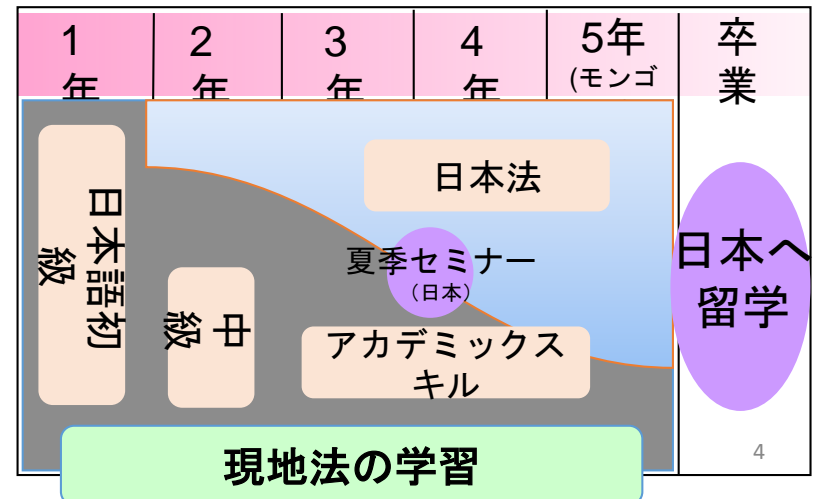 1
年
2
年
3
年
4
年
5年
(モンゴ
卒
業
日本語初
級
中
級
日本法
夏季セミナー
（日本）
アカデミックス
キル
日本へ
留学
現地法の学習
4